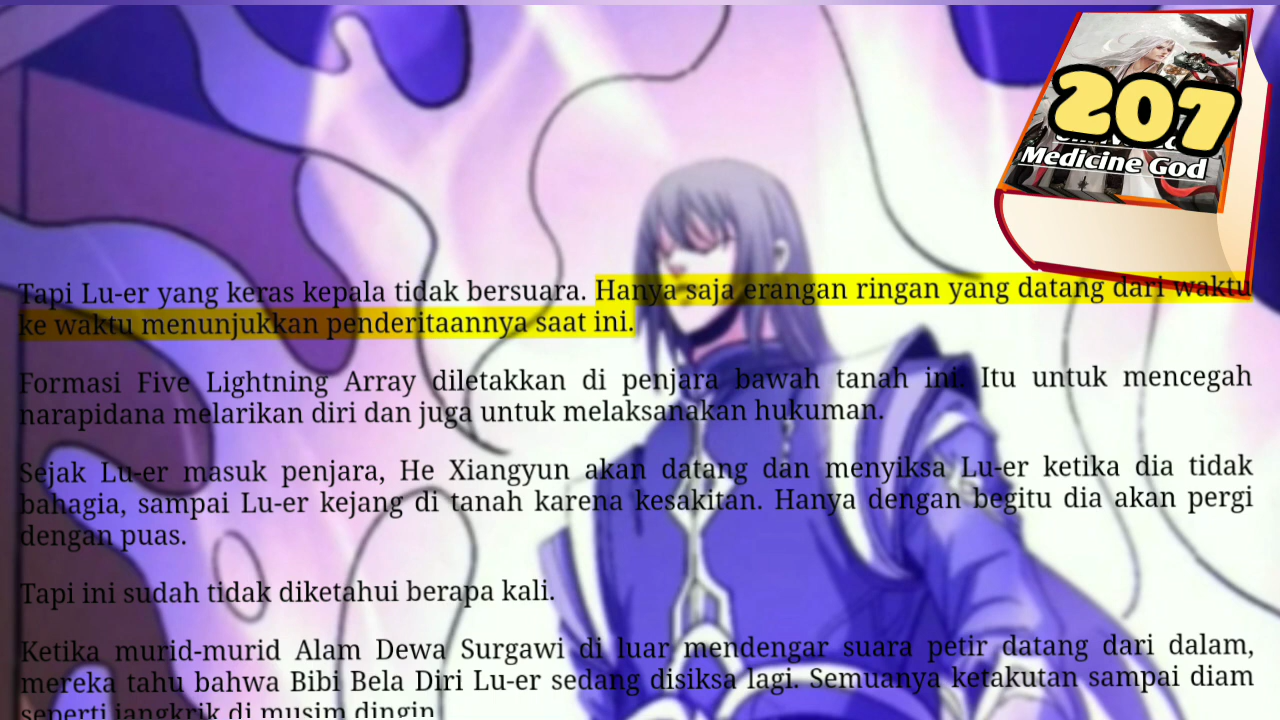 207
Medicine God
Tapi Lu-er yang keras kepala tidak bersuara. Hanya saja erangan ringan yang datang dari waktu
ke waktu menunjukkan penderitaannya saat ini.
Formasi Five Lightning Array diletakkan di penjara bawah tanah ini. Itu untuk mencegah
narapidana melarikan diri dan juga untuk melaksanakan hukuman.
Sejak Lu-er masuk penjara, He Xiangyun akan datang dan menyiksa Lu-er ketika dia tidak
bahagia, sampai Lu-er kejang di tanah karena kesakitan. Hanya dengan begitu dia akan pergi
dengan puas.
Tapi ini sudah tidak diketahui berapa kali.
Ketika murid-murid Alam Dewa Surgawi di luar mendengar suara petir datang dari dalam,
mereka tahu bahwa Bibi Bela Diri Lu-er sedang disiksa lagi. Semuanya ketakutan sampai diam
seperti jangkrik di musim dingin